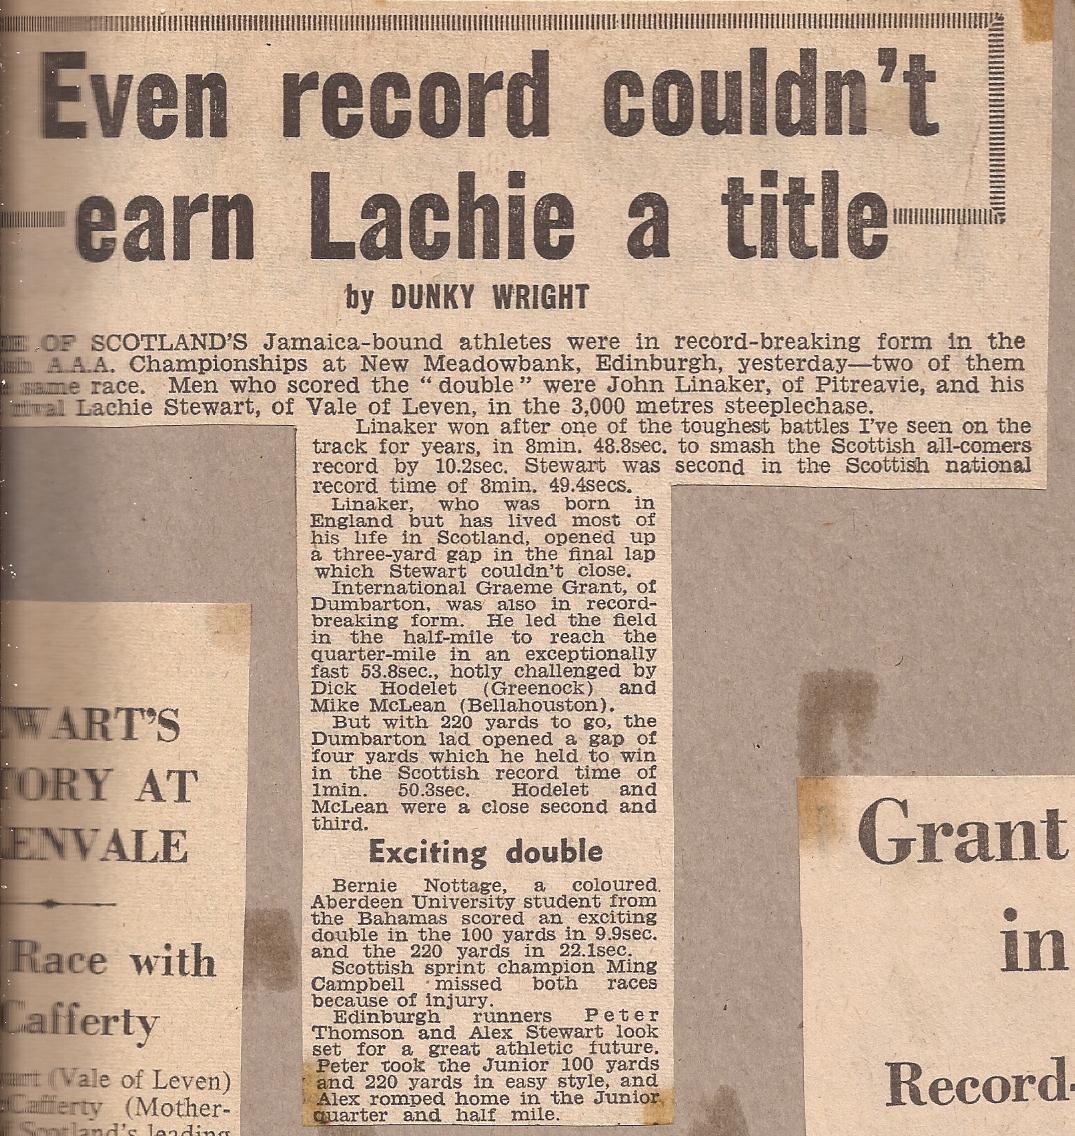 Even record couldn't
earn Lachie a title
by DUNKY WRIGHT
OF SCOTLAND'S Jamaica-bound athletes were in record-breaking form in the
A.A.A. Championships at New Meadowbank, Edinburgh, yesterday—two of them
same race. Men who scored the "double" were John Linaker, of Pitreavie, and his
rival Lachie Stewart, of Vale of Leven, in the 3,000 metres steeplechase.
Linaker won after one of the toughest battles I've seen on the
track for years, in 8min. 48.8sec. to smash the Scottish all-comers
record by 10.2sec. Stewart was second in the Scottish national
record time of 8min. 49.4secs.
Linaker, who was born in
England but has lived most of
his life in Scotland, opened up
a three-yard gap in the final lap
which Stewart couldn't close.
International Graeme Grant, of
Dumbarton, was also in record-
breaking form. He led the field
in the half-mile to reach the
quarter-mile in an exceptionally
fast 53.8sec., hotly challenged by
Dick Hodelet (Greenock) and
Mike McLean (Bellahouston).
But with 220 yards to go, the
Dumbarton lad opened a gap of
four yards which he held to win
in the Scottish record time of
1min. 50.3sec. Hodelet and
McLean were a close second and
third.
Exciting double
Bernie Nottage, a coloured
Aberdeen University student from
the Bahamas scored an exciting
double in the 100 yards in 9.9sec.
and the 220 yards in 22.1sec.
Scottish sprint champion Ming
Campbell missed both races
because of injury.
Edinburgh runners Peter
Thomson and Alex Stewart look
set for a great athletic future.
Peter took the Junior 100 yards
and 220 yards in easy style, and
Alex romped home in the Junior
quarter and half mile.
WART'S
TORY AT
ENVALE
Race with
Cafferty
(Vale of Leven)
Cafferty (Mother-
Scotland's leading
Grant
in
Record-